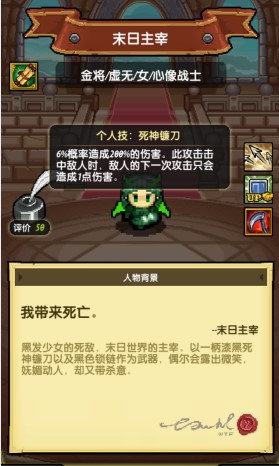 末日主宰
金将/虚无/女/心像战士
个人技：死神镰刀
6%概率造成200%的伤害。此攻击击
中敌人时，敌人的下一次攻击只会
造成1点伤害。
UP
评价 50
人物背景
我带来死亡。
-末日主宰
黑发少女的死敌，末日世界的主宰。以一柄漆黑死
神镰刀以及黑色锁链作为武器，偶尔会露出微笑，
妩媚动人，却又带杀意。